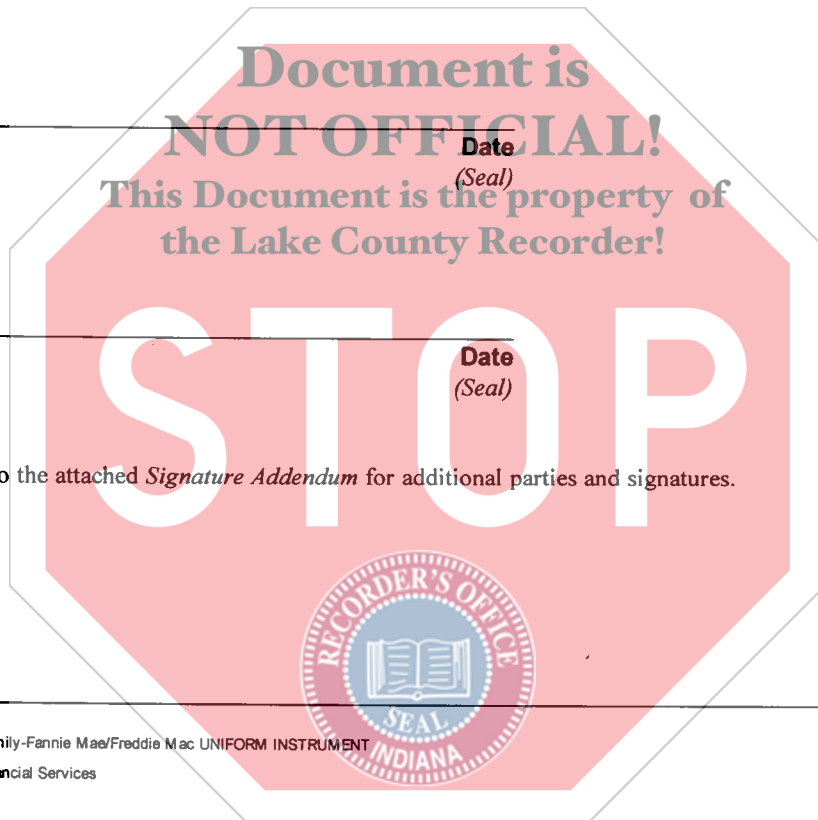 Document is
NOT OFFICIAL!
Date
(Seal)
This Document is the property of
the Lake County Recorder!
STOP
Date
(Seal)
the attached Signature Addendum for additional parties and signatures.
RECORDER'S OFFICE
SEAL
INDIANA
-Fannie Mae/Freddie Mac UNIFORM INSTRUMENT
Services